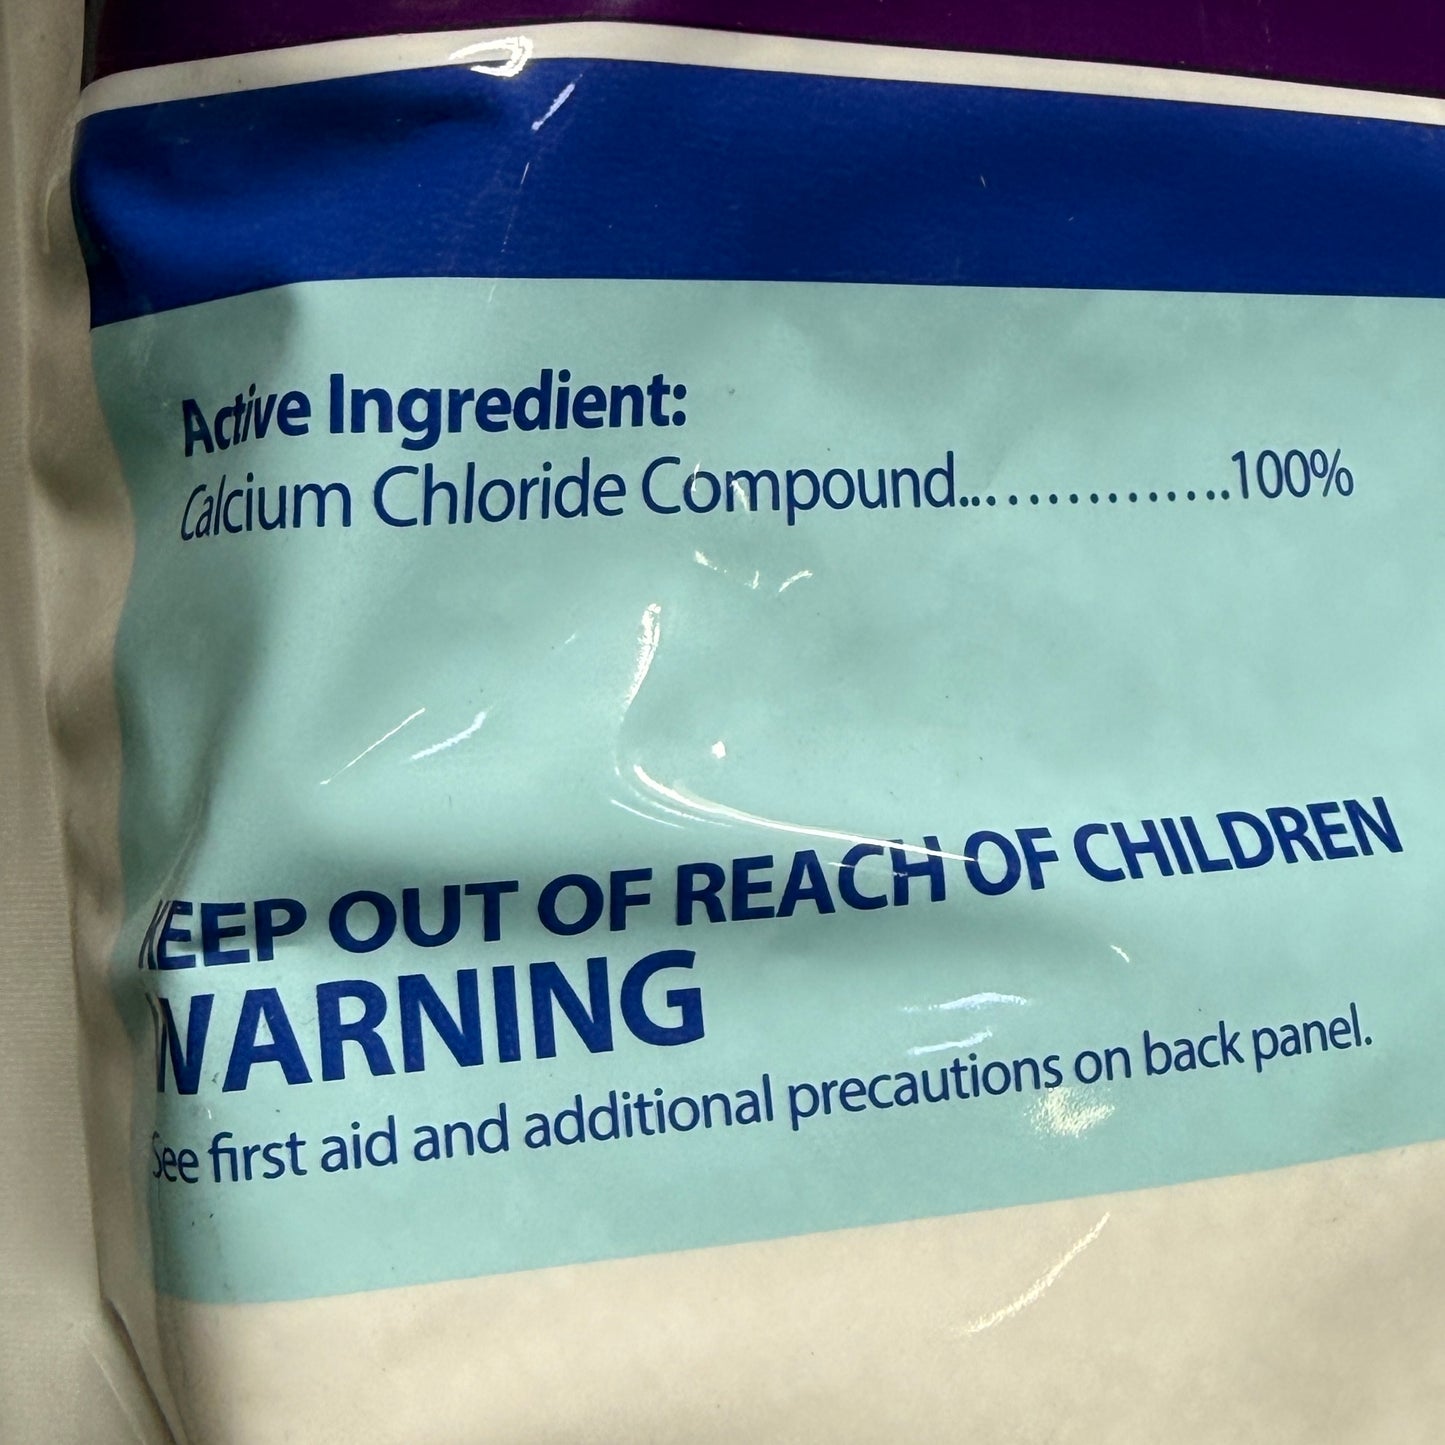 Active Ingredient:
Calcium Chloride Compound................100%
KEEP OUT OF REACH OF CHILDREN
WARNING
See first aid and additional precautions on back panel.